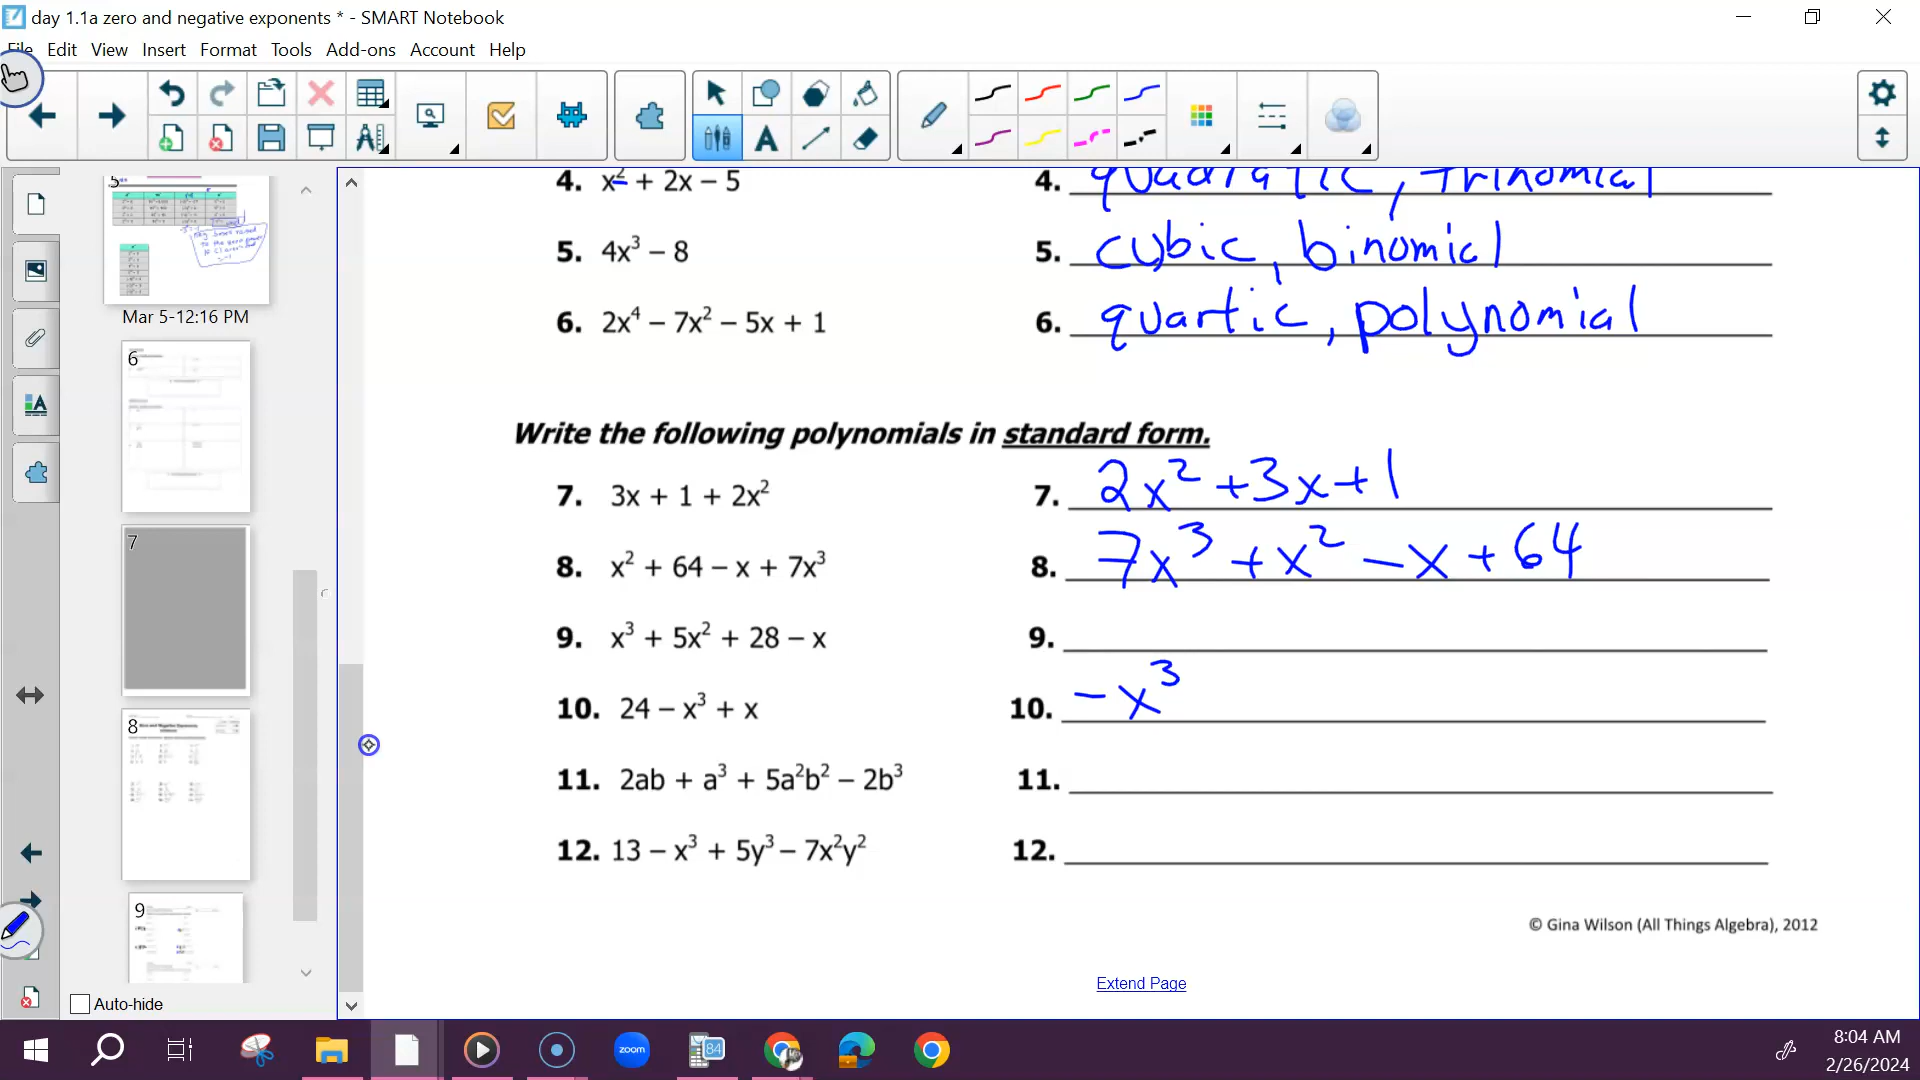 day 1.1a zero and negative exponents * - SMART Notebook
File Edit View Insert Format Tools Add-ons Account Help
4. x² + 2x – 5 4. quadratic, trinomial
5. 4x³ – 8 5. cubic, binomial
6. 2x⁴ – 7x² – 5x + 1 6. quartic, polynomial
Write the following polynomials in standard form.
7. 3x + 1 + 2x² 7. 2x² + 3x + 1
8. x² + 64 – x + 7x³ 8. 7x³ + x² – x + 64
9. x³ + 5x² + 28 – x 9.
10. 24 – x³ + x 10. – x³
11. 2ab + a³ + 5a²b² – 2b³ 11.
12. 13 – x³ + 5y³ – 7x²y² 12.
© Gina Wilson (All Things Algebra), 2012
Extend Page
5
Mar 5-12:16 PM
6
7
8
9
Auto-hide
zoom
84
8:04 AM
2/26/2024